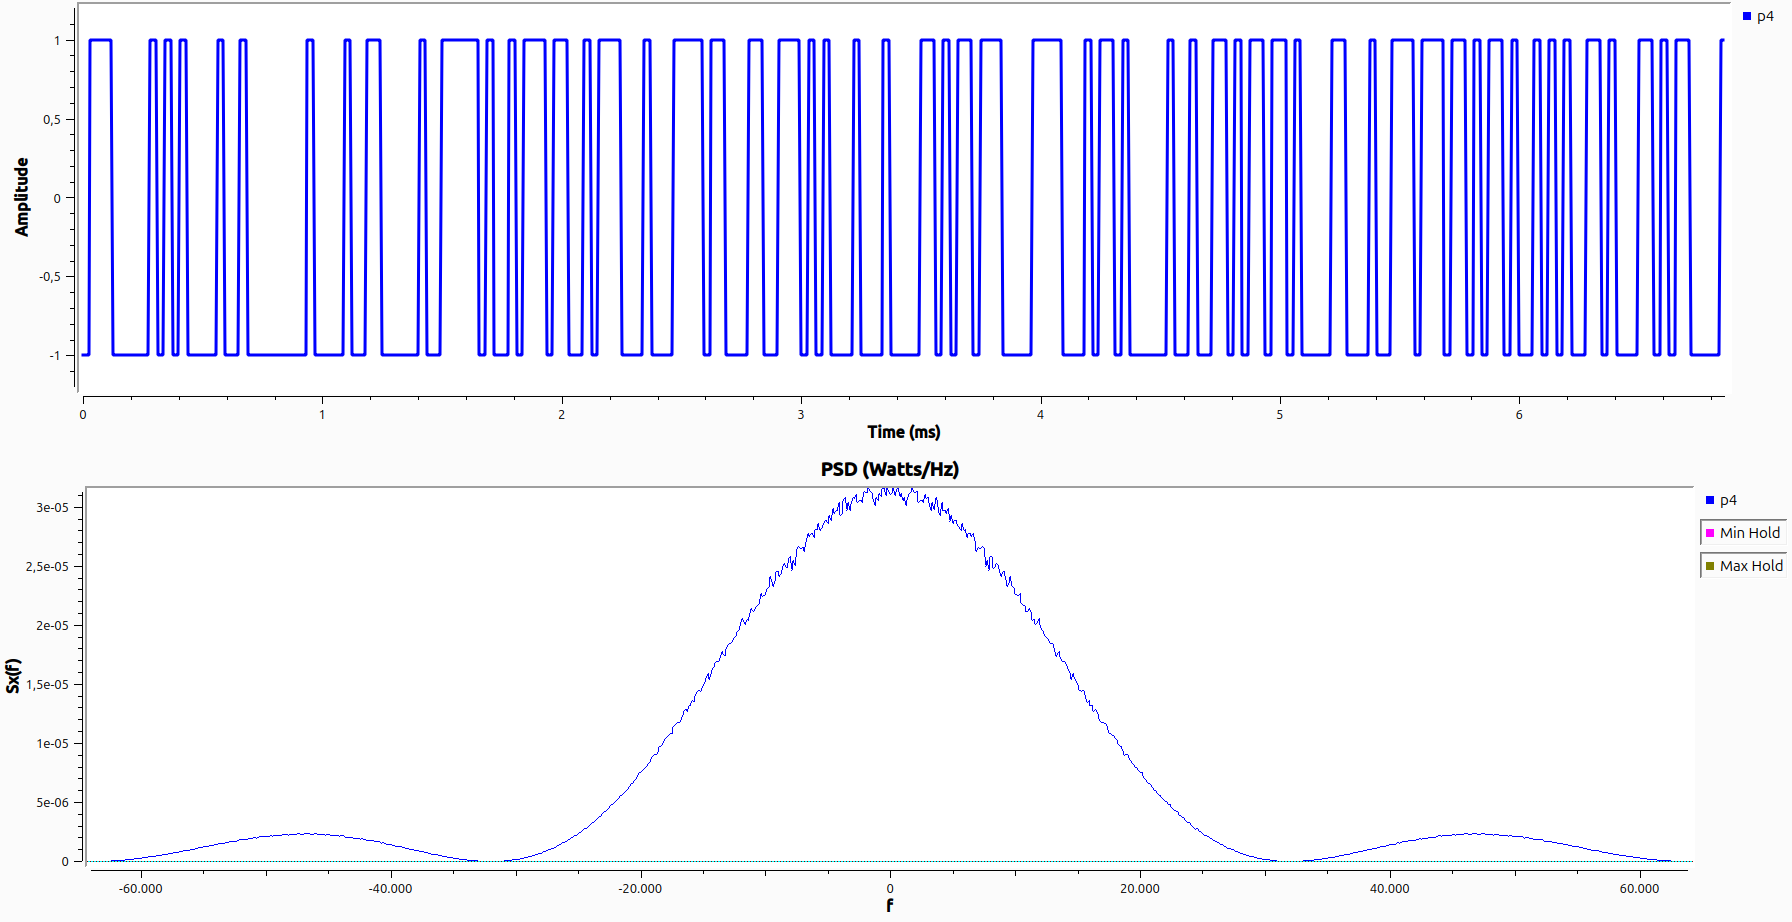 p4
Amplitude
1
0,5
0
-0,5
-1
0 1 2 3 4 5 6
Time (ms)
PSD (Watts/Hz)
p4
Min Hold
Max Hold
Sx(f)
3e-05
2,5e-05
2e-05
1,5e-05
1e-05
5e-06
0
-60.000 -40.000 -20.000 0 20.000 40.000 60.000
f